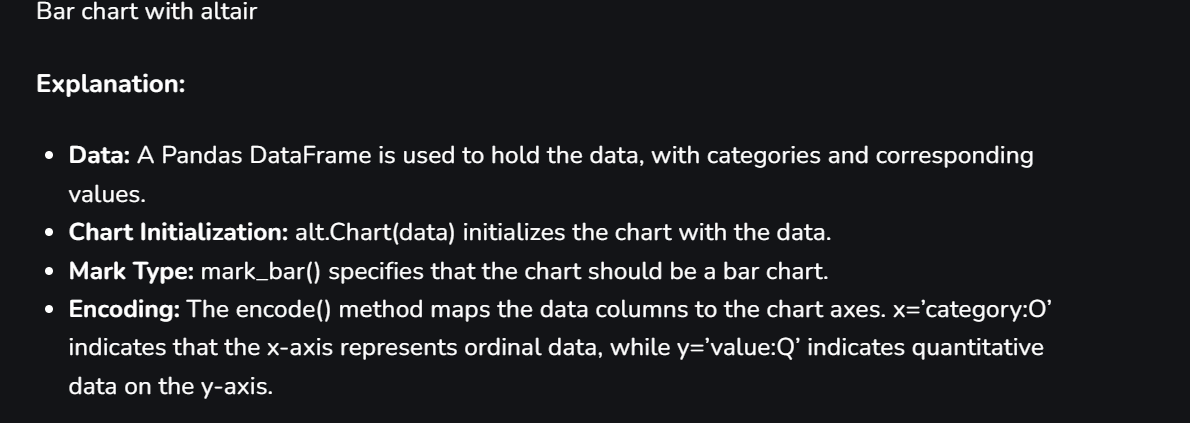 Bar chart with altair
Explanation:
• Data: A Pandas DataFrame is used to hold the data, with categories and corresponding
values.
• Chart Initialization: alt.Chart(data) initializes the chart with the data.
• Mark Type: mark_bar() specifies that the chart should be a bar chart.
• Encoding: The encode() method maps the data columns to the chart axes. x=’category:O’
indicates that the x-axis represents ordinal data, while y=’value:Q’ indicates quantitative
data on the y-axis.